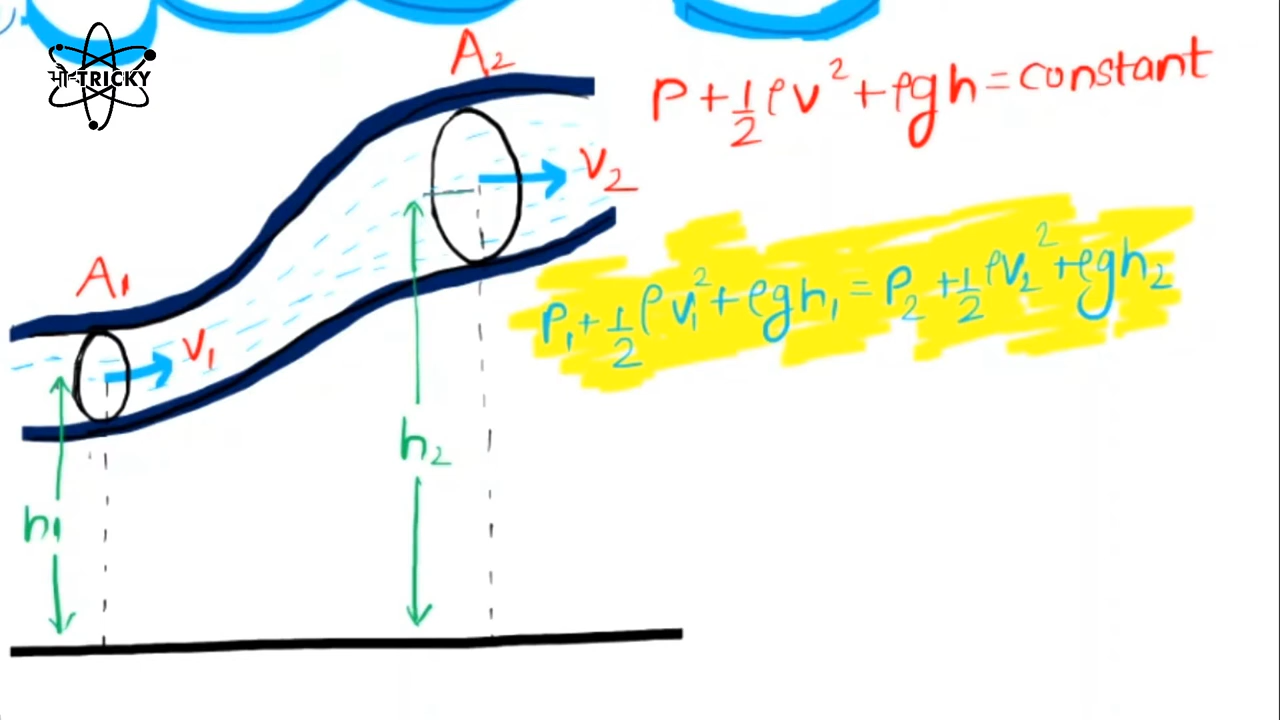 भो-TRICKY
A₂
P + 1/2 ρv² + ρgh = constant
V₂
A₁
P₁ + 1/2 ρv₁² + ρgh₁ = P₂ + 1/2 ρv₂² + ρgh₂
V₁
h₂
h₁